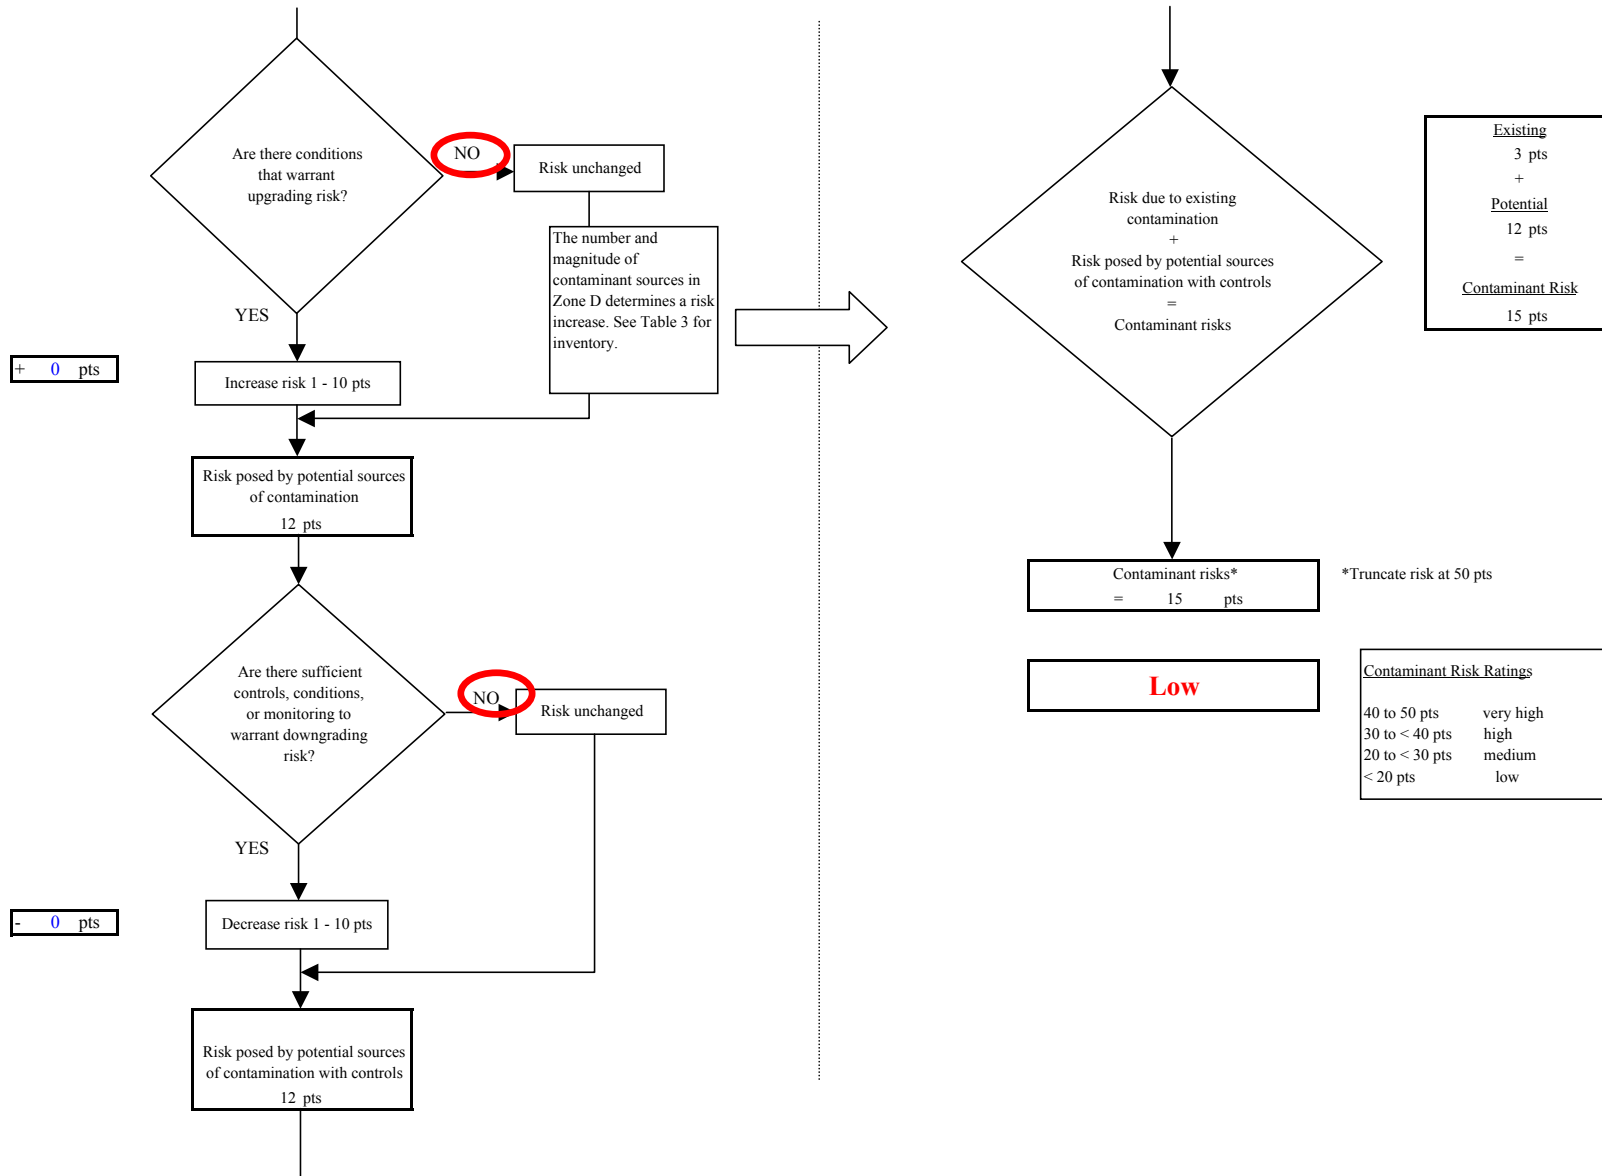 Are there conditions
that warrant
upgrading risk?
NO
Risk unchanged
The number and
magnitude of
contaminant sources in
Zone D determines a risk
increase. See Table 3 for
inventory.
YES
+ 0 pts
Increase risk 1 - 10 pts
Risk posed by potential sources
of contamination
12 pts
Are there sufficient
controls, conditions,
or monitoring to
warrant downgrading
risk?
NO
Risk unchanged
YES
- 0 pts
Decrease risk 1 - 10 pts
Risk posed by potential sources
of contamination with controls
12 pts
Risk due to existing
contamination
+
Risk posed by potential sources
of contamination with controls
=
Contaminant risks
Existing
3 pts
+
Potential
12 pts
=
Contaminant Risk
15 pts
Contaminant risks*
= 15 pts
*Truncate risk at 50 pts
Low
Contaminant Risk Ratings
40 to 50 pts very high
30 to < 40 pts high
20 to < 30 pts medium
< 20 pts low